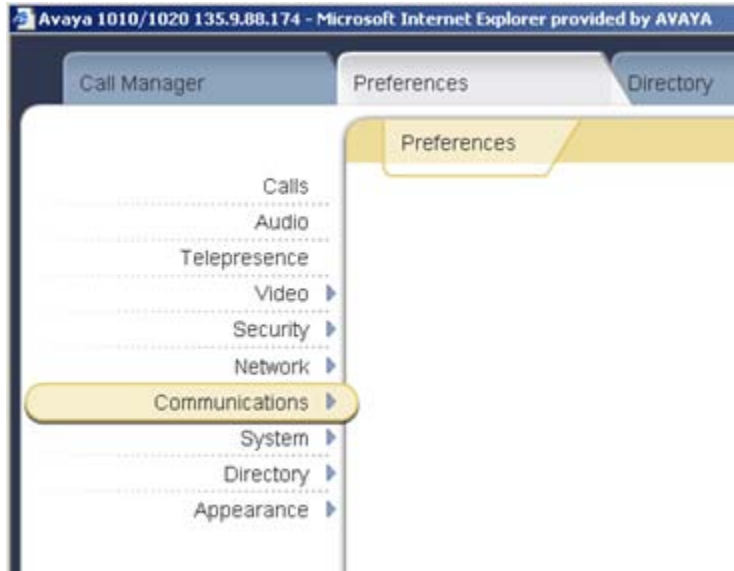 Avaya 1010/1020 135.9.88.174 - Microsoft Internet Explorer provided by AVAYA
Call Manager
Preferences
Directory
Preferences
Calls
Audio
Telepresence
Video
Security
Network
Communications
System
Directory
Appearance